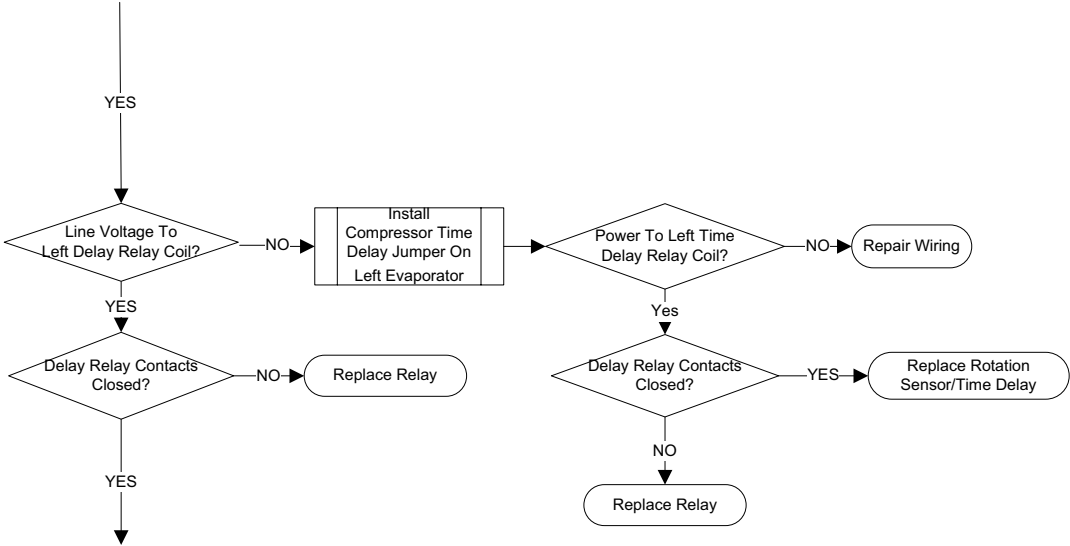 YES
Line Voltage To
Left Delay Relay Coil?
NO
Install
Compressor Time
Delay Jumper On
Left Evaporator
Power To Left Time
Delay Relay Coil?
NO
Repair Wiring
YES
Yes
Delay Relay Contacts
Closed?
NO
Replace Relay
Delay Relay Contacts
Closed?
YES
Replace Rotation
Sensor/Time Delay
YES
NO
Replace Relay